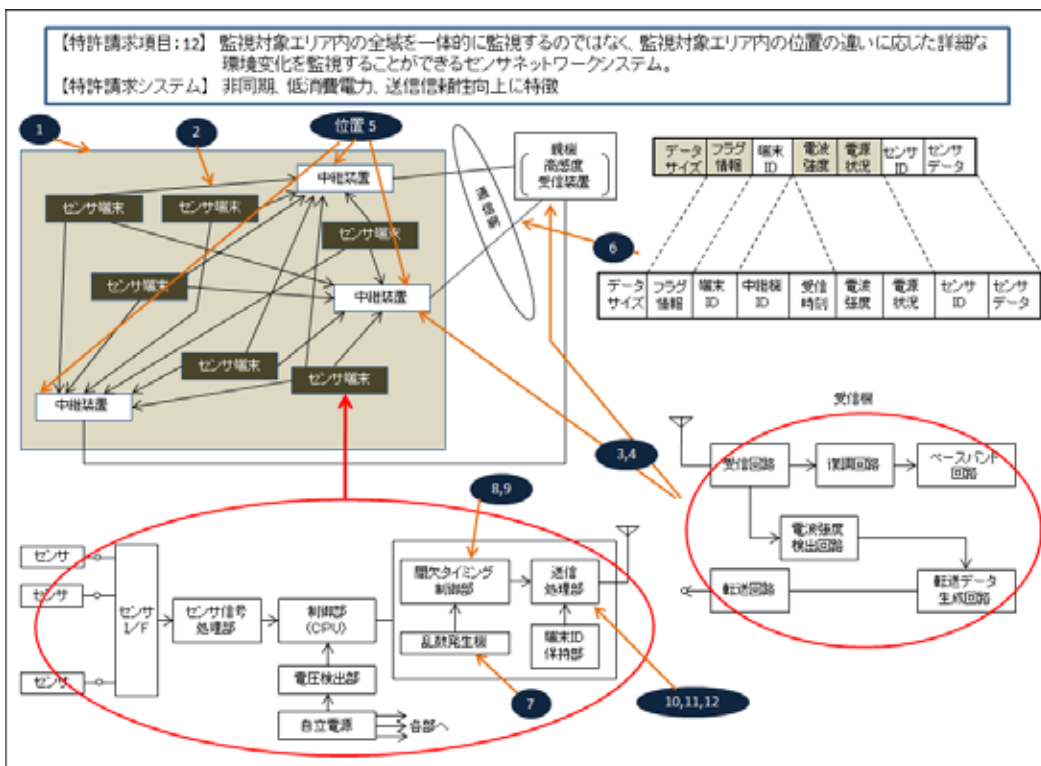 【特許請求項目:12】 監視対象エリア内の全域を一体的に監視するのではなく、監視対象エリア内の位置の違いに応じた詳細な
環境変化を監視することができるセンサネットワークシステム。
【特許請求システム】 非同期、低消費電力、送信信頼性向上に特徴
1
2
位置 5
中継装置
親機
高感度
受信装置
センサ端末
センサ端末
センサ端末
センサ端末
中継装置
センサ端末
センサ端末
中継装置
6
3,4
データ
サイズ
フラグ
情報
端末
ID
電波
強度
電源
状況
センサ
ID
センサ
データ
データ
サイズ
フラグ
情報
端末
ID
中継機
ID
受信
時刻
電波
強度
電源
状況
センサ
ID
センサ
データ
受信機
受信回路
復調回路
ベースバンド
回路
電波強度
検出回路
転送回路
転送データ
生成回路
8,9
センサ
センサ
センサ
センサ
I/F
センサ信号
処理部
制御部
(CPU)
電圧検出部
自立電源
各部へ
間欠タイミング
制御部
送信
処理部
乱数発生機
端末ID
保持部
7
10,11,12